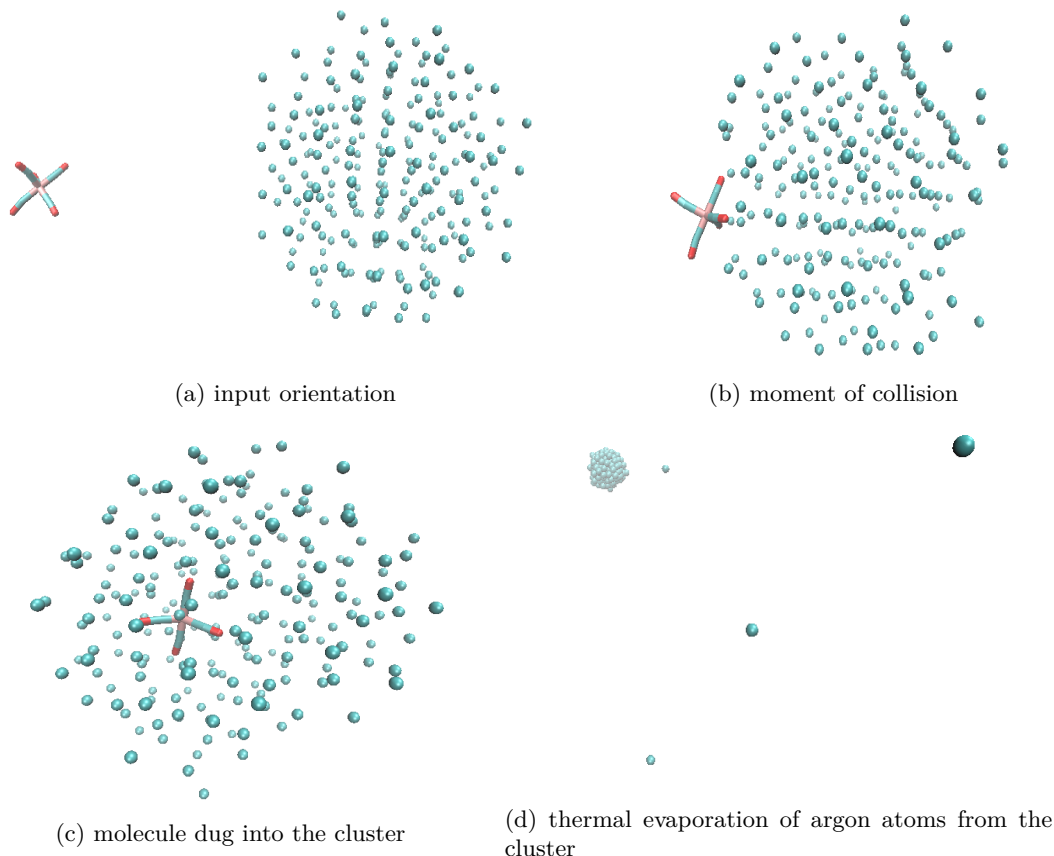 (a) input orientation
(b) moment of collision
(c) molecule dug into the cluster
(d) thermal evaporation of argon atoms from the
cluster